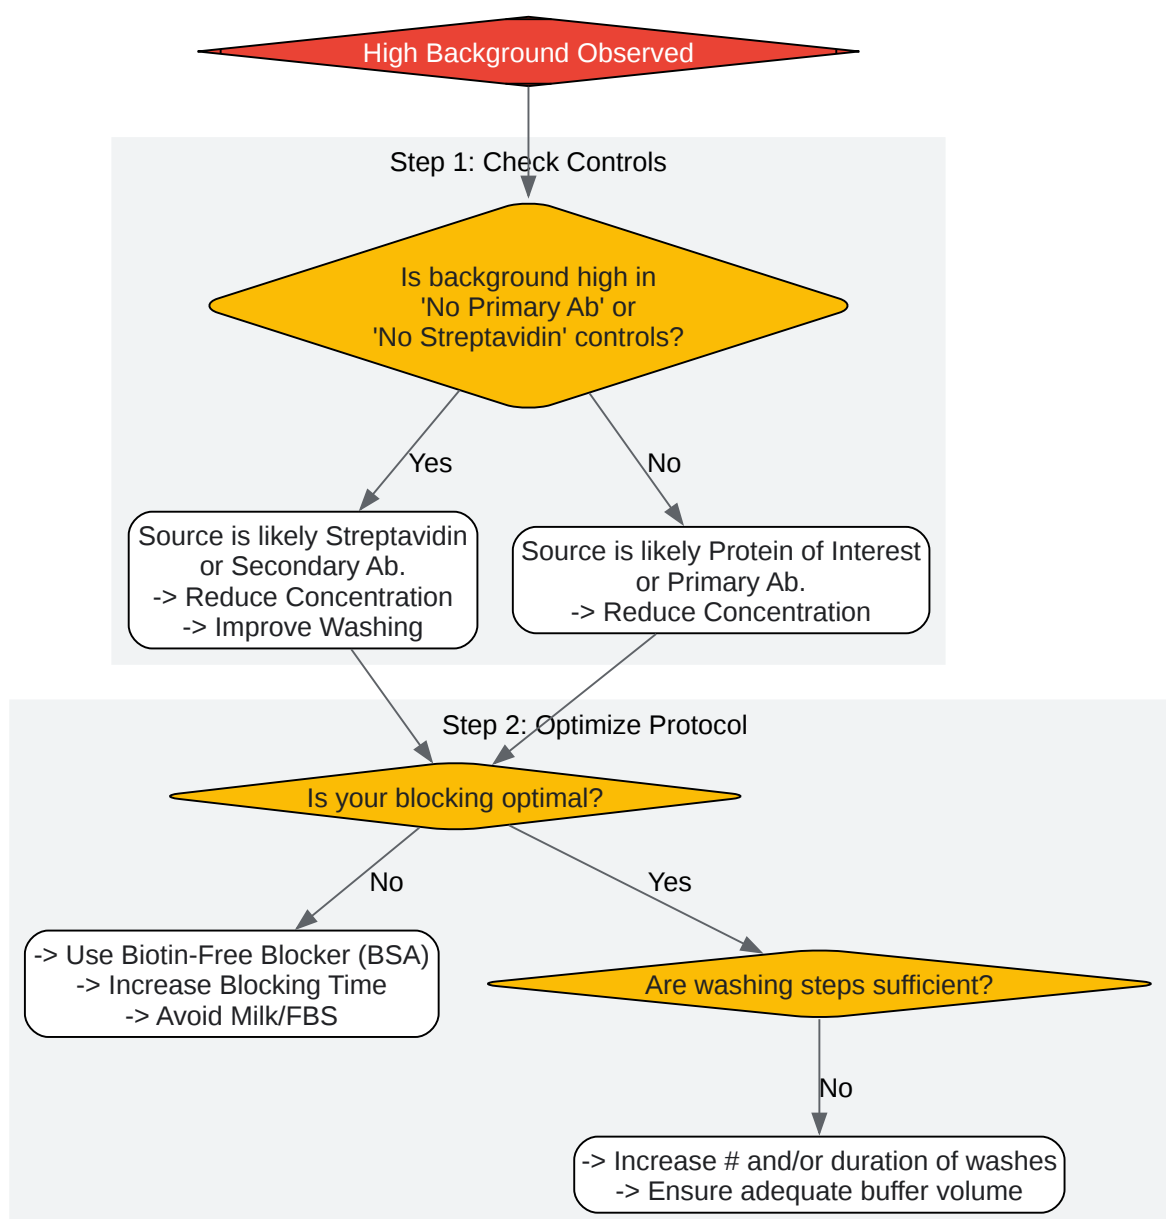 High Background Observed
Step 1: Check Controls
Is background high in
'No Primary Ab' or
'No Streptavidin' controls?
Yes
No
Source is likely Streptavidin
or Secondary Ab.
-> Reduce Concentration
-> Improve Washing
Source is likely Protein of Interest
or Primary Ab.
-> Reduce Concentration
Step 2: Optimize Protocol
Is your blocking optimal?
No
Yes
-> Use Biotin-Free Blocker (BSA)
-> Increase Blocking Time
-> Avoid Milk/FBS
Are washing steps sufficient?
No
-> Increase # and/or duration of washes
-> Ensure adequate buffer volume